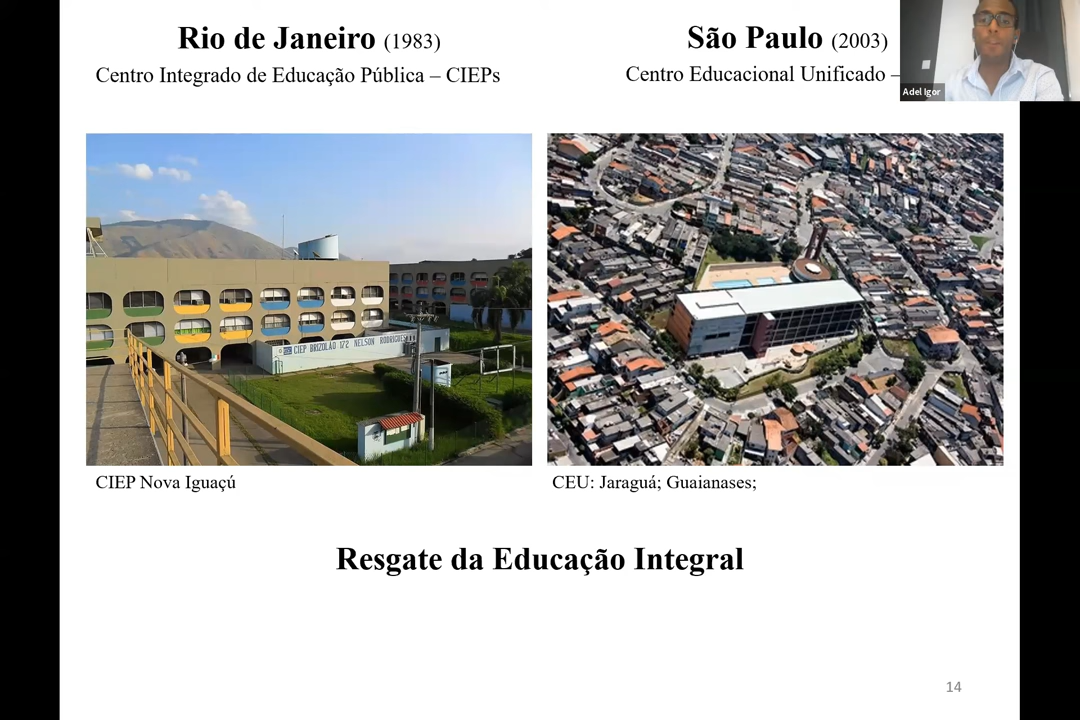 Rio de Janeiro (1983)
Centro Integrado de Educação Pública – CIEPs
São Paulo (2003)
Centro Educacional Unificado –
Adel Igor
CIEP BRIZOLÃO 172 NELSON RODRIGUES
CIEP Nova Iguaçú
CEU: Jaraguá; Guaianases;
Resgate da Educação Integral
14